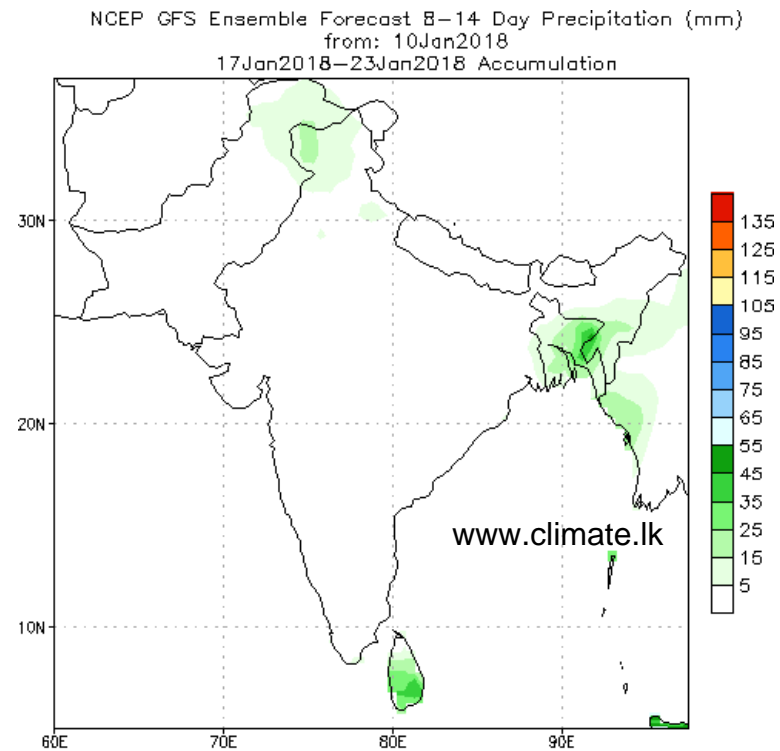 NCEP GFS Ensemble Forecast 8-14 Day Precipitation (mm)
from: 10Jan2018
17Jan2018-23Jan2018 Accumulation
135
125
115
105
95
85
75
65
55
45
35
25
15
5
30N
20N
10N
60E
70E
80E
90E
www.climate.lk